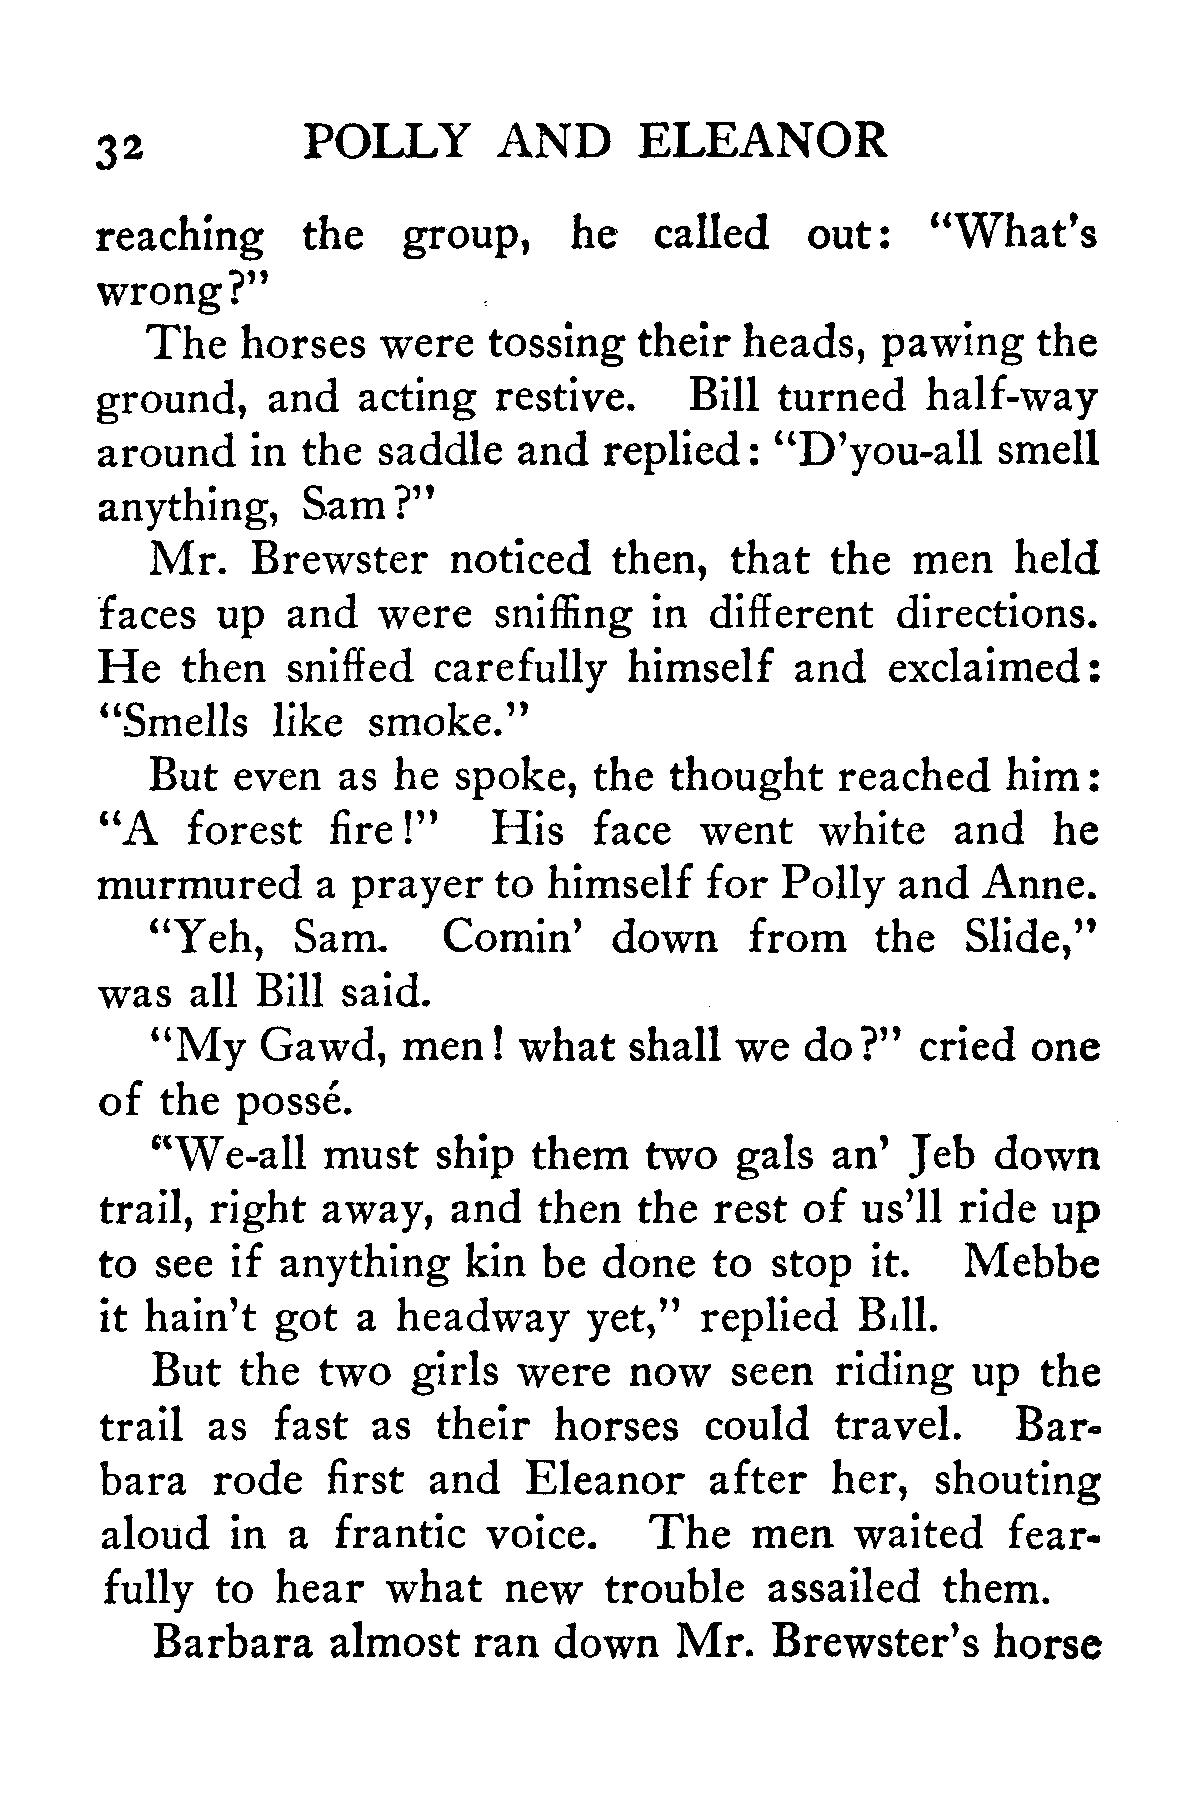 32 POLLY AND ELEANOR
reaching the group, he called out: “What’s
wrong?”
The horses were tossing their heads, pawing the
ground, and acting restive. Bill turned half-way
around in the saddle and replied: “D’you-all smell
anything, Sam?”
Mr. Brewster noticed then, that the men held
faces up and were sniffing in different directions.
He then sniffed carefully himself and exclaimed:
“Smells like smoke.”
But even as he spoke, the thought reached him:
“A forest fire!” His face went white and he
murmured a prayer to himself for Polly and Anne.
“Yeh, Sam. Comin’ down from the Slide,”
was all Bill said.
“My Gawd, men! what shall we do?” cried one
of the possé.
“We-all must ship them two gals an’ Jeb down
trail, right away, and then the rest of us’ll ride up
to see if anything kin be done to stop it. Mebbe
it hain’t got a headway yet,” replied Bill.
But the two girls were now seen riding up the
trail as fast as their horses could travel. Bar-
bara rode first and Eleanor after her, shouting
aloud in a frantic voice. The men waited fear-
fully to hear what new trouble assailed them.
Barbara almost ran down Mr. Brewster’s horse